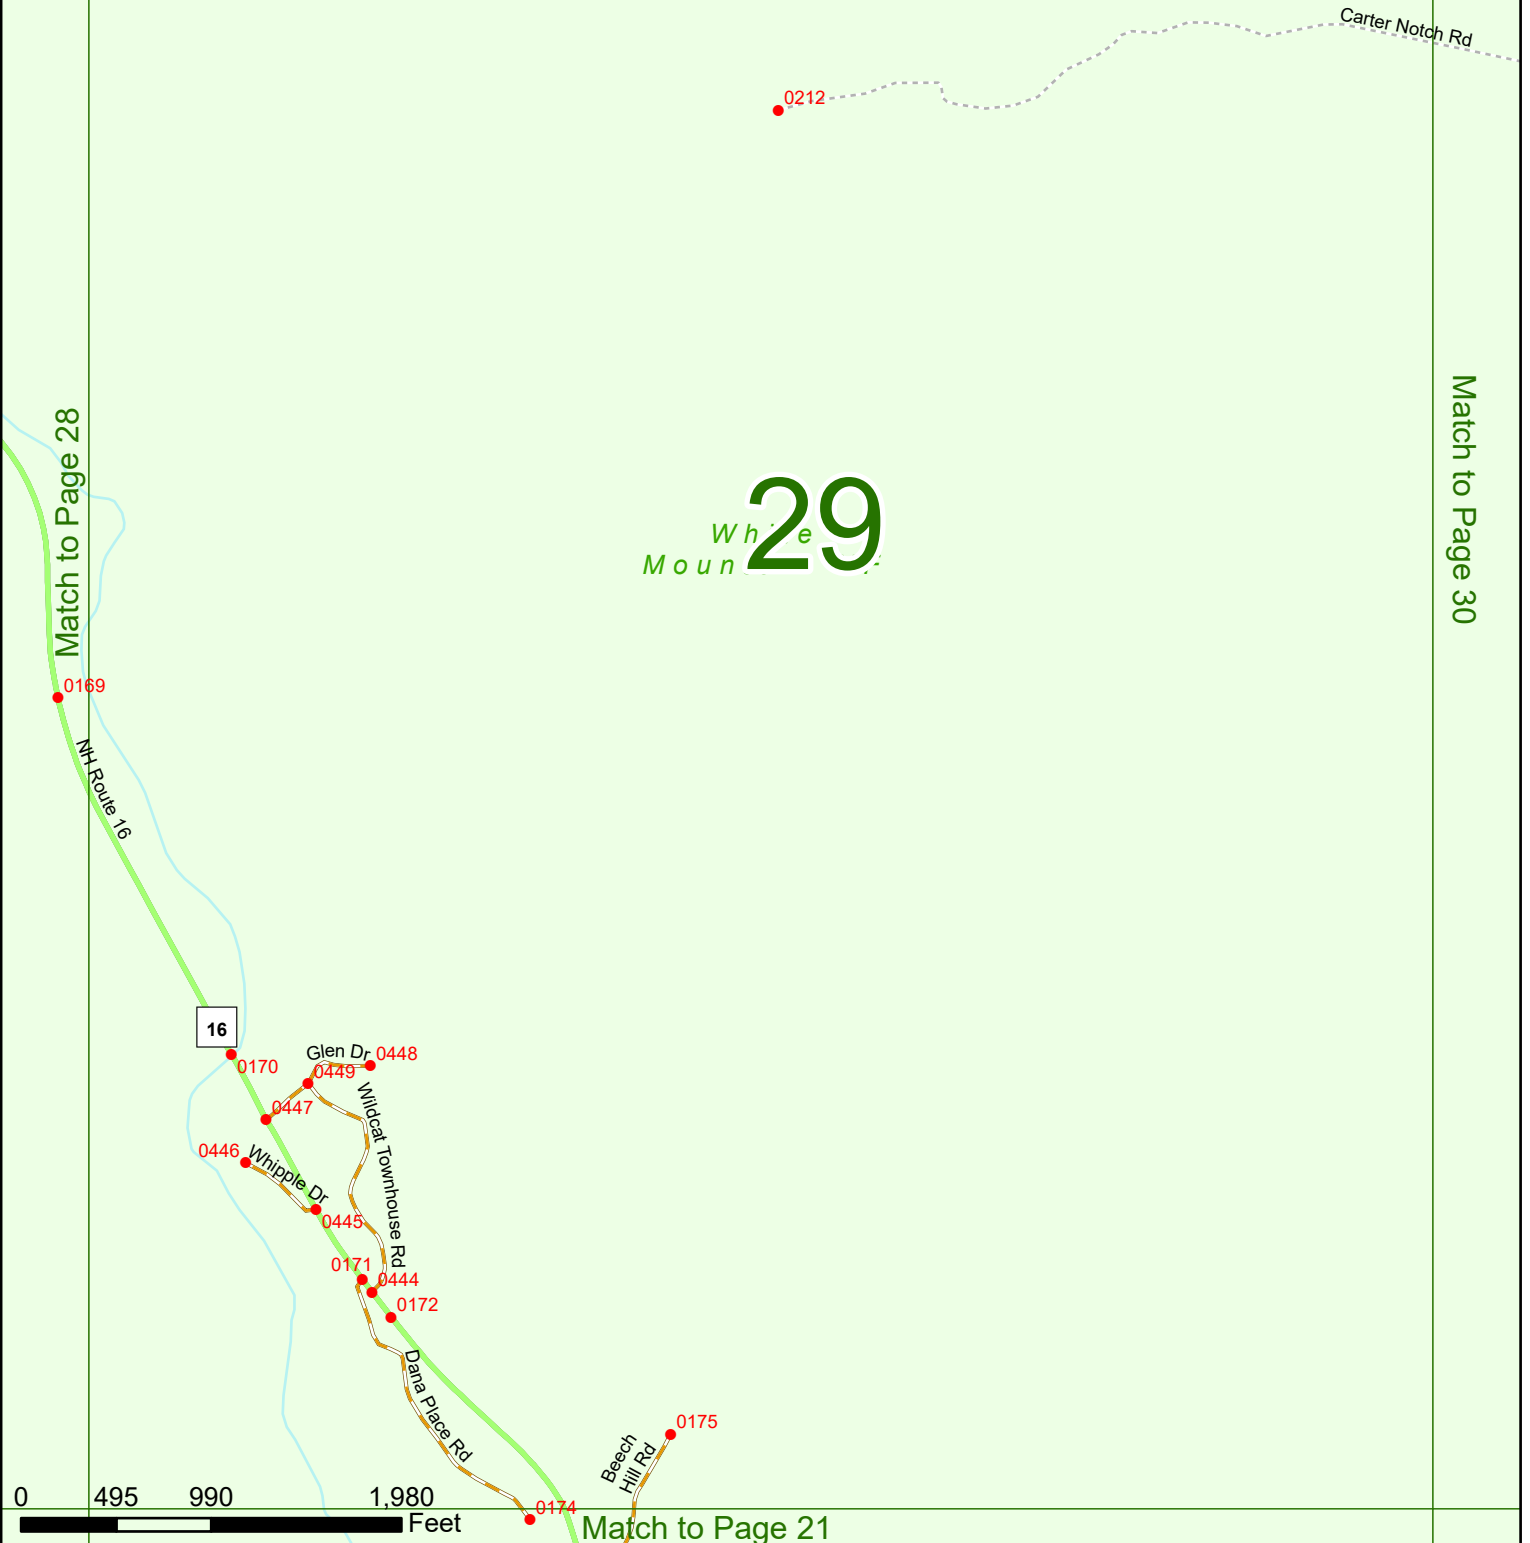 Carter Notch Rd
0212
Match to Page 28
Match to Page 30
29
0169
NH Route 16
16
0170
Glen Dr
0448
0449
0447
Wildcat Townhouse Rd
0446
Whipple Dr
0445
0171
0444
0172
Dana Place Rd
0175
Beech
Hill Rd
0174
0 495 990 1,980
Feet
Match to Page 21